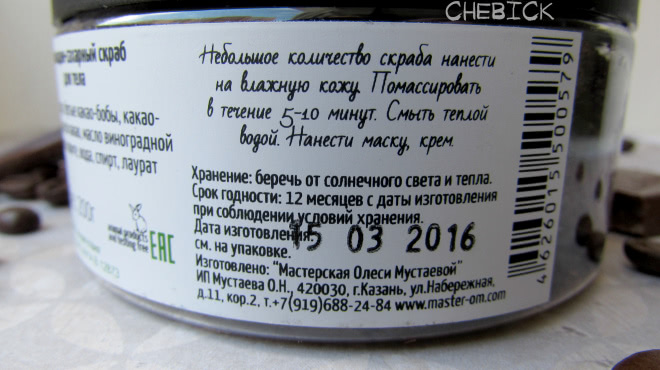 CHEBICK
-сахарный скраб
для тела
какао-бобы, какао-
масло виноградной
вода, спирт, лаурат
200г
Небольшое количество скраба нанести
на влажную кожу. Помассировать
в течение 5-10 минут. Смыть теплой
водой. Нанести маску, крем.
Хранение: беречь от солнечного света и тепла.
Срок годности: 12 месяцев с даты изготовления
при соблюдении условий хранения.
Дата изготовления
15 03 2016
см. на упаковке.
Изготовлено: "Мастерская Олеси Мустаевой"
ИП Мустаева О.Н., 420030, г.Казань, ул.Набережная,
д.11, кор.2, т.+7(919)688-24-84 www.master-om.com
EAC
4626015500579